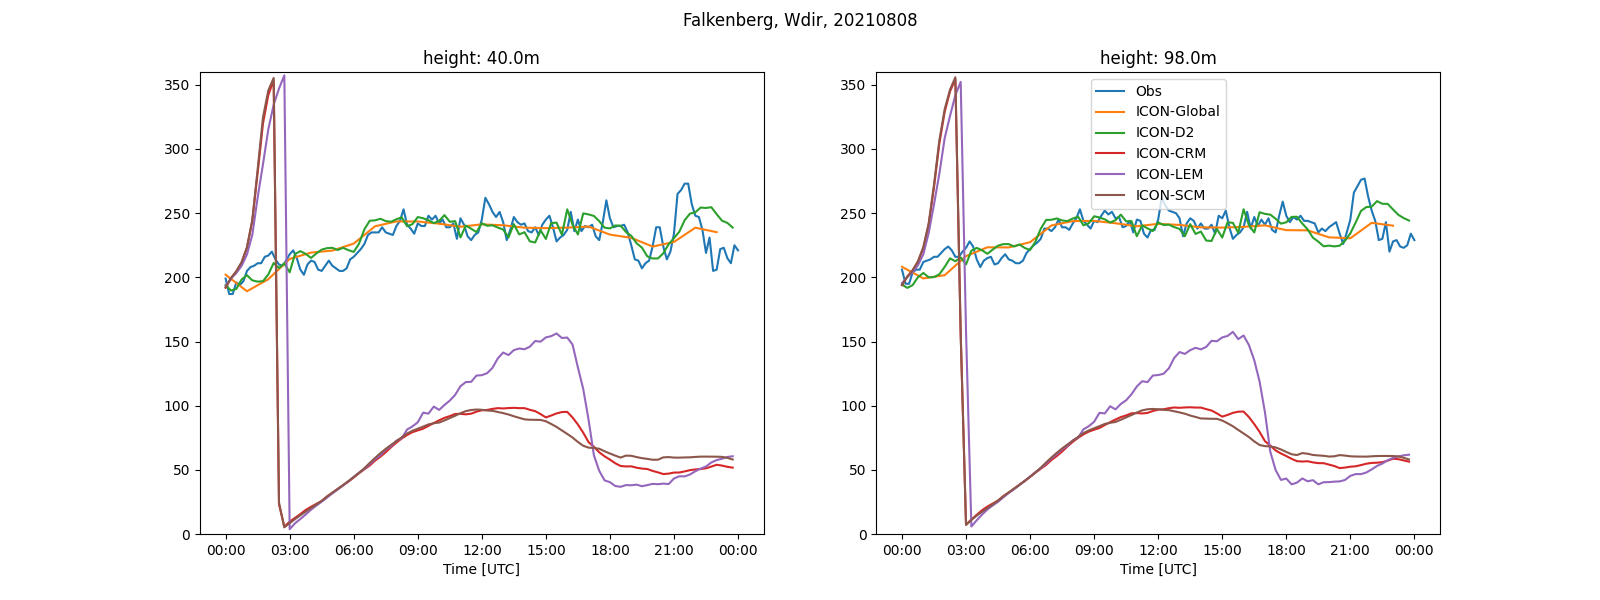 Falkenberg, Wdir, 20210808
height: 40.0m
350
300
250
200
150
100
50
0
00:00 03:00 06:00 09:00 12:00 15:00 18:00 21:00 00:00
Time [UTC]
height: 98.0m
350
300
250
200
150
100
50
0
Obs
ICON-Global
ICON-D2
ICON-CRM
ICON-LEM
ICON-SCM
00:00 03:00 06:00 09:00 12:00 15:00 18:00 21:00 00:00
Time [UTC]